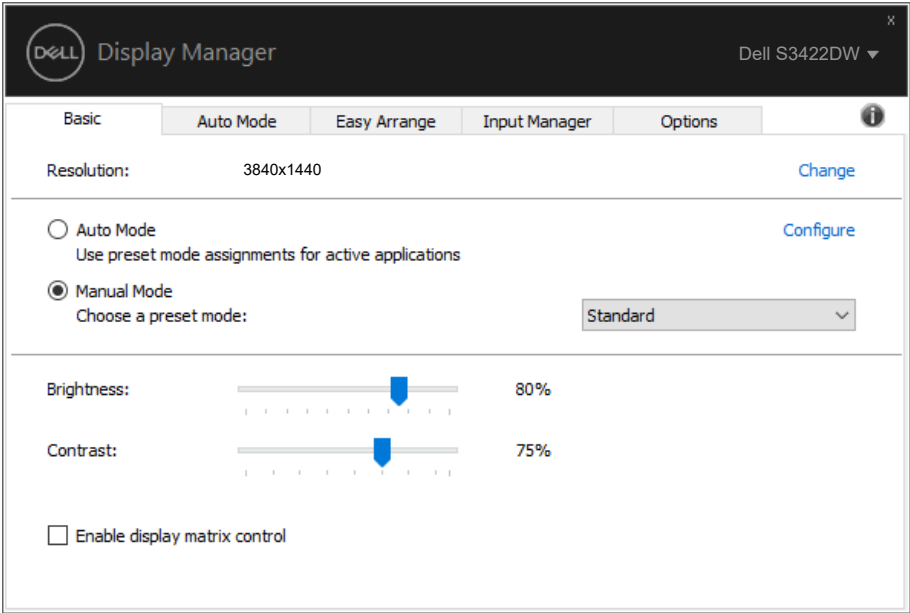 x
DELL Display Manager
Dell S3422DW
Basic Auto Mode Easy Arrange Input Manager Options i
Resolution: 3840x1440 Change
Auto Mode Configure
Use preset mode assignments for active applications
Manual Mode
Choose a preset mode: Standard
Brightness: 80%
Contrast: 75%
Enable display matrix control